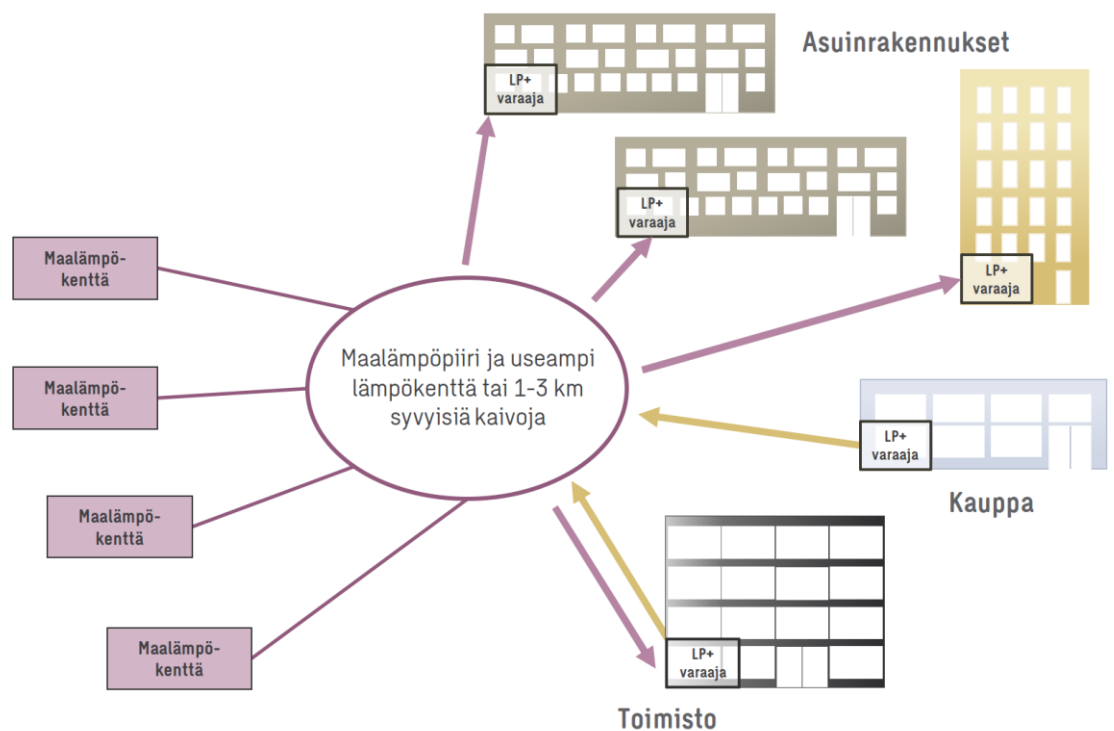 Asuinrakennukset
LP+
varaaja
LP+
varaaja
LP+
varaaja
Maalämpö-
kenttä
Maalämpö-
kenttä
Maalämpö-
kenttä
Maalämpö-
kenttä
Maalämpöpiiri ja useampi
lämpökenttä tai 1-3 km
syvyisiä kaivoja
LP+
varaaja
Kauppa
LP+
varaaja
Toimisto